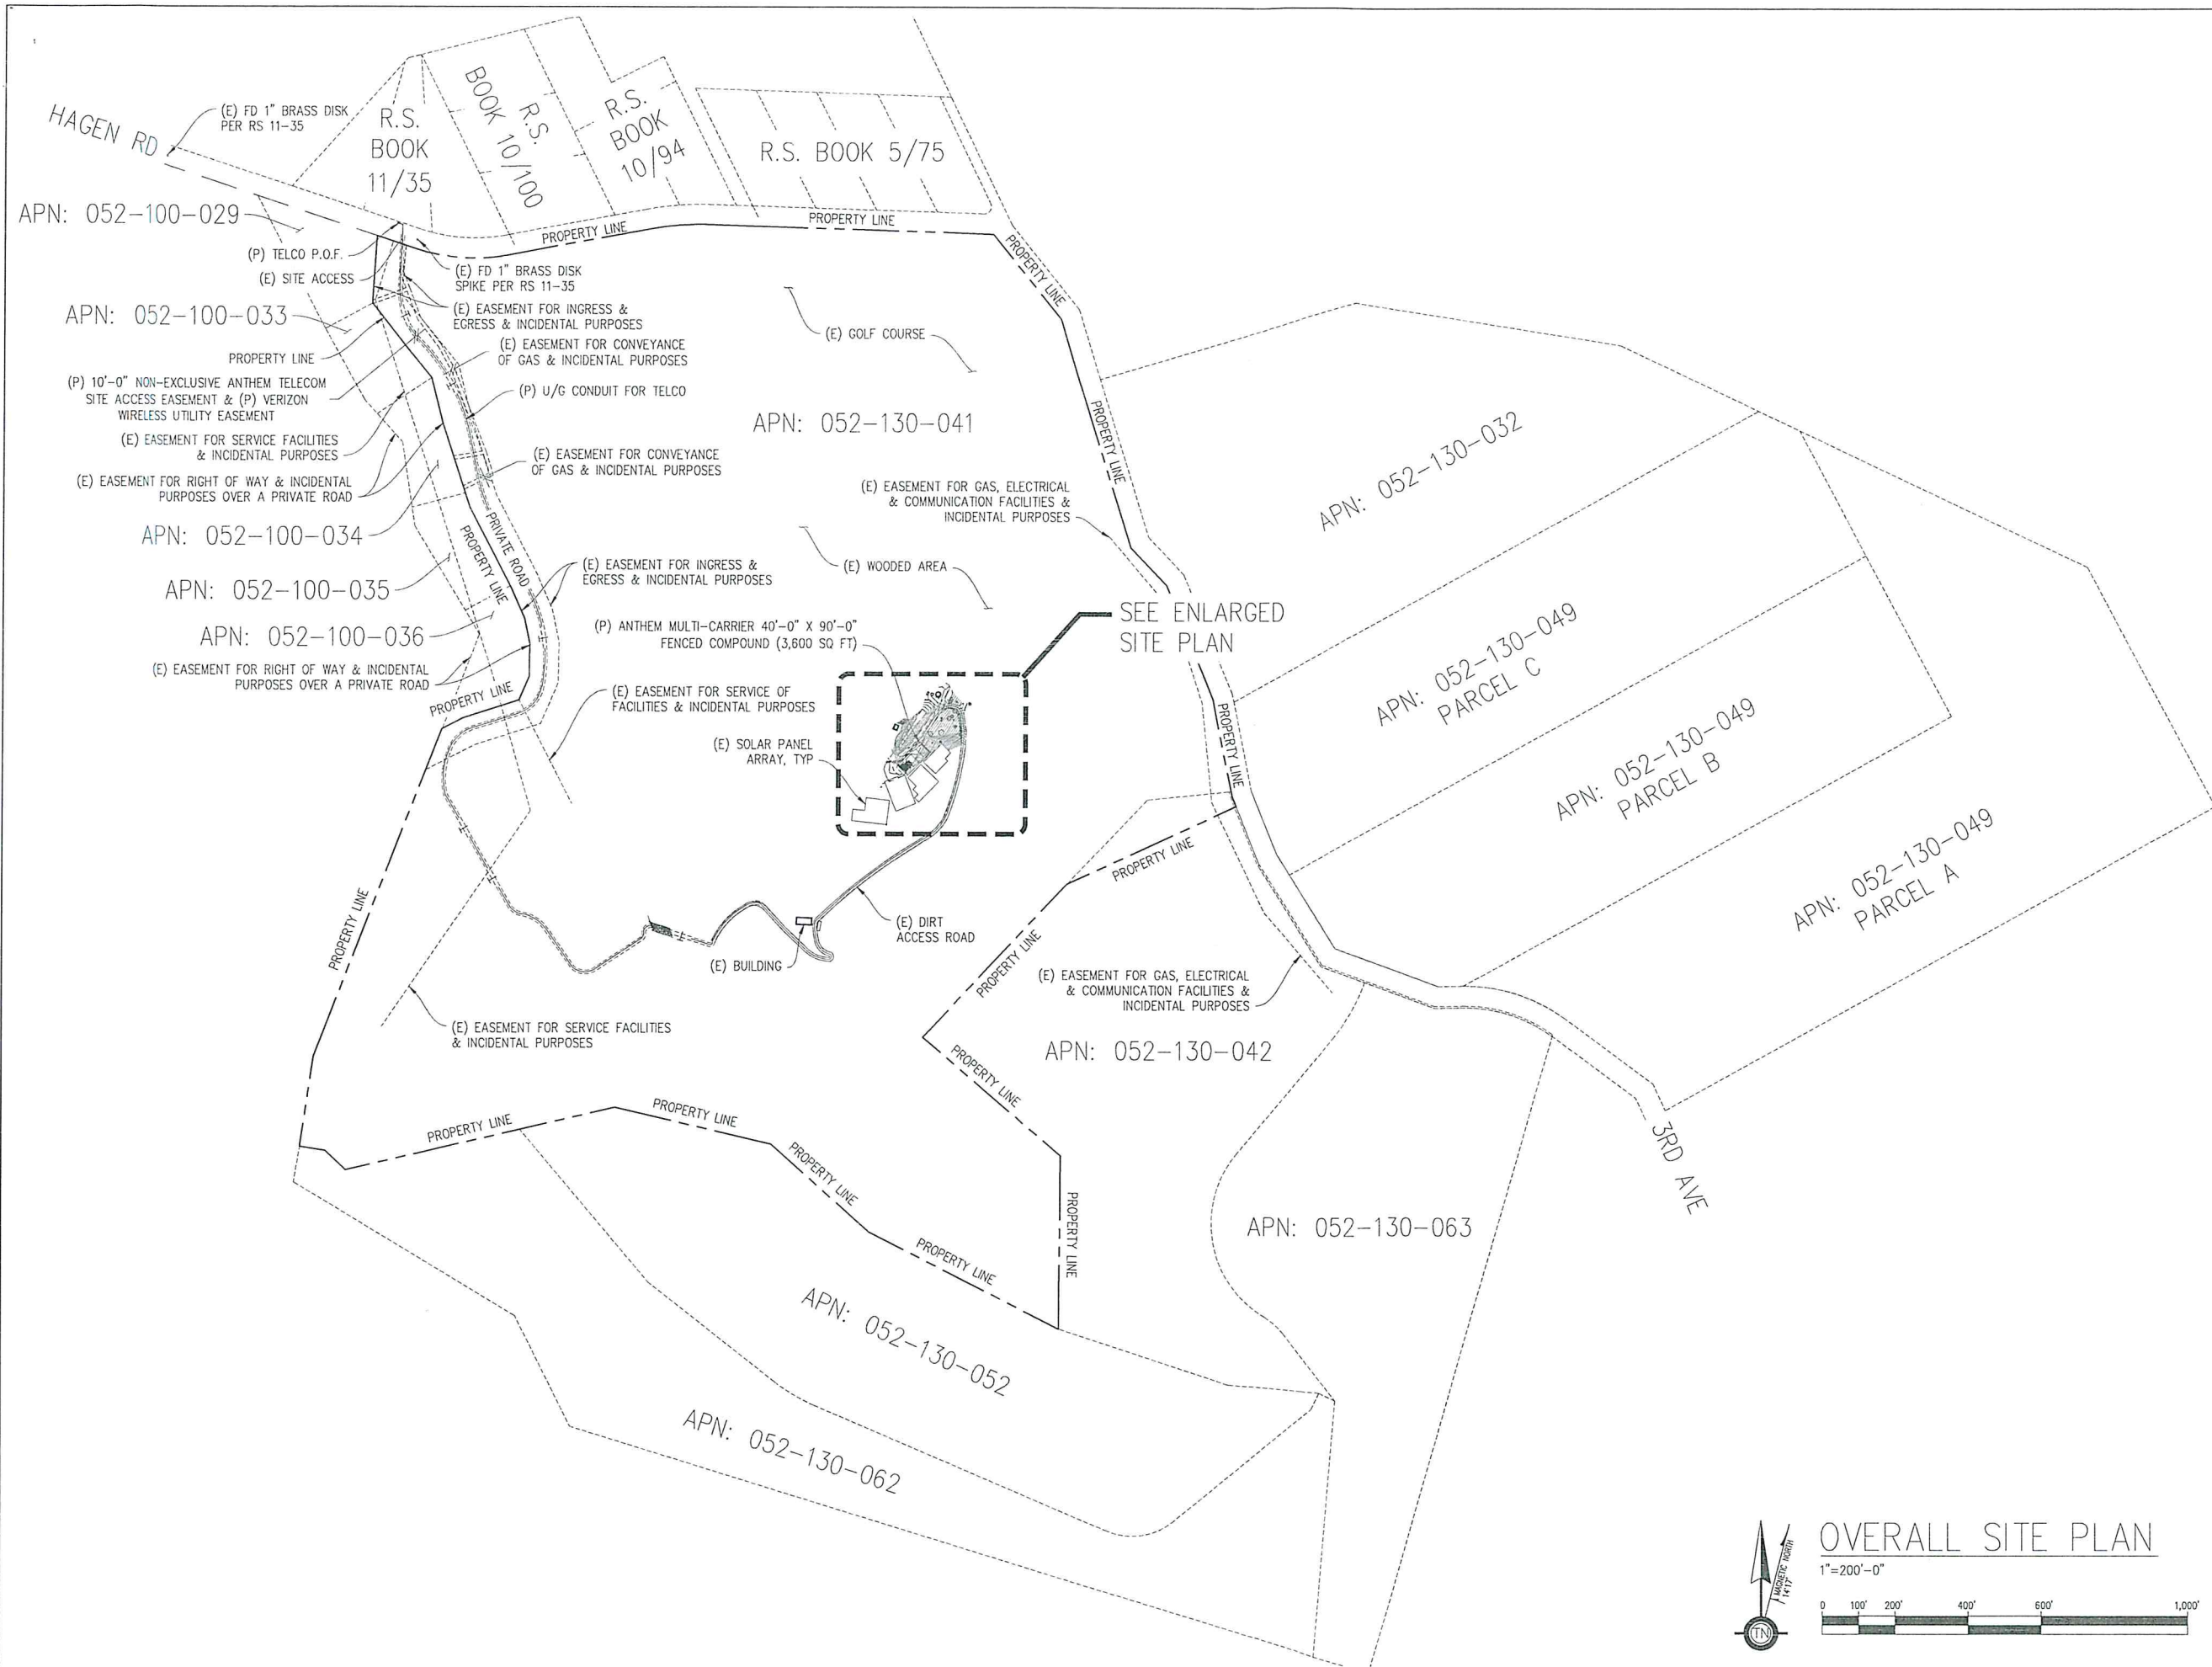 HAGEN RD
(E) FD 1" BRASS DISK
PER RS 11-35
R.S.
BOOK
11/35
R.S.
BOOK 10/100
R.S.
BOOK
10/94
R.S. BOOK 5/75
APN: 052-100-029
(P) TELCO P.O.F.
(E) SITE ACCESS
APN: 052-100-033
PROPERTY LINE
(P) 10'-0" NON-EXCLUSIVE ANTHEM TELECOM
SITE ACCESS EASEMENT & (P) VERIZON
WIRELESS UTILITY EASEMENT
(E) EASEMENT FOR SERVICE FACILITIES
& INCIDENTAL PURPOSES
(E) EASEMENT FOR RIGHT OF WAY & INCIDENTAL
PURPOSES OVER A PRIVATE ROAD
APN: 052-100-034
APN: 052-100-035
APN: 052-100-036
(E) EASEMENT FOR RIGHT OF WAY & INCIDENTAL
PURPOSES OVER A PRIVATE ROAD
PROPERTY LINE
PROPERTY LINE
(E) FD 1" BRASS DISK
SPIKE PER RS 11-35
(E) EASEMENT FOR INGRESS &
EGRESS & INCIDENTAL PURPOSES
(E) EASEMENT FOR CONVEYANCE
OF GAS & INCIDENTAL PURPOSES
(P) U/G CONDUIT FOR TELCO
(E) EASEMENT FOR CONVEYANCE
OF GAS & INCIDENTAL PURPOSES
PRIVATE ROAD
PROPERTY LINE
(E) EASEMENT FOR INGRESS &
EGRESS & INCIDENTAL PURPOSES
(P) ANTHEM MULTI-CARRIER 40'-0" X 90'-0"
FENCED COMPOUND (3,600 SQ FT)
PROPERTY LINE
(E) EASEMENT FOR SERVICE OF
FACILITIES & INCIDENTAL PURPOSES
(E) SOLAR PANEL
ARRAY, TYP
(E) GOLF COURSE
APN: 052-130-041
(E) EASEMENT FOR GAS, ELECTRICAL
& COMMUNICATION FACILITIES &
INCIDENTAL PURPOSES
(E) WOODED AREA
SEE ENLARGED
SITE PLAN
PROPERTY LINE
PROPERTY LINE
PROPERTY LINE
APN: 052-130-032
APN: 052-130-049
PARCEL C
APN: 052-130-049
PARCEL B
APN: 052-130-049
PARCEL A
PROPERTY LINE
PROPERTY LINE
PROPERTY LINE
(E) DIRT
ACCESS ROAD
(E) BUILDING
(E) EASEMENT FOR GAS, ELECTRICAL
& COMMUNICATION FACILITIES &
INCIDENTAL PURPOSES
(E) EASEMENT FOR SERVICE FACILITIES
& INCIDENTAL PURPOSES
APN: 052-130-042
PROPERTY LINE
PROPERTY LINE
PROPERTY LINE
PROPERTY LINE
PROPERTY LINE
PROPERTY LINE
3RD AVE
APN: 052-130-063
APN: 052-130-052
APN: 052-130-062
MAGNETIC NORTH
14°17'
TN
OVERALL SITE PLAN
1"=200'-0"
0 100' 200' 400' 600' 1,000'